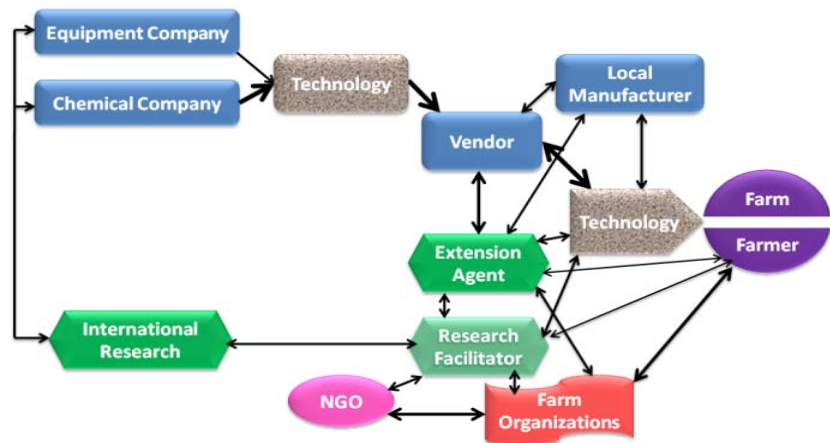 Equipment Company
Chemical Company
Technology
Local
Manufacturer
Vendor
Technology
Farm
Farmer
Extension
Agent
International
Research
Research
Facilitator
NGO
Farm
Organizations